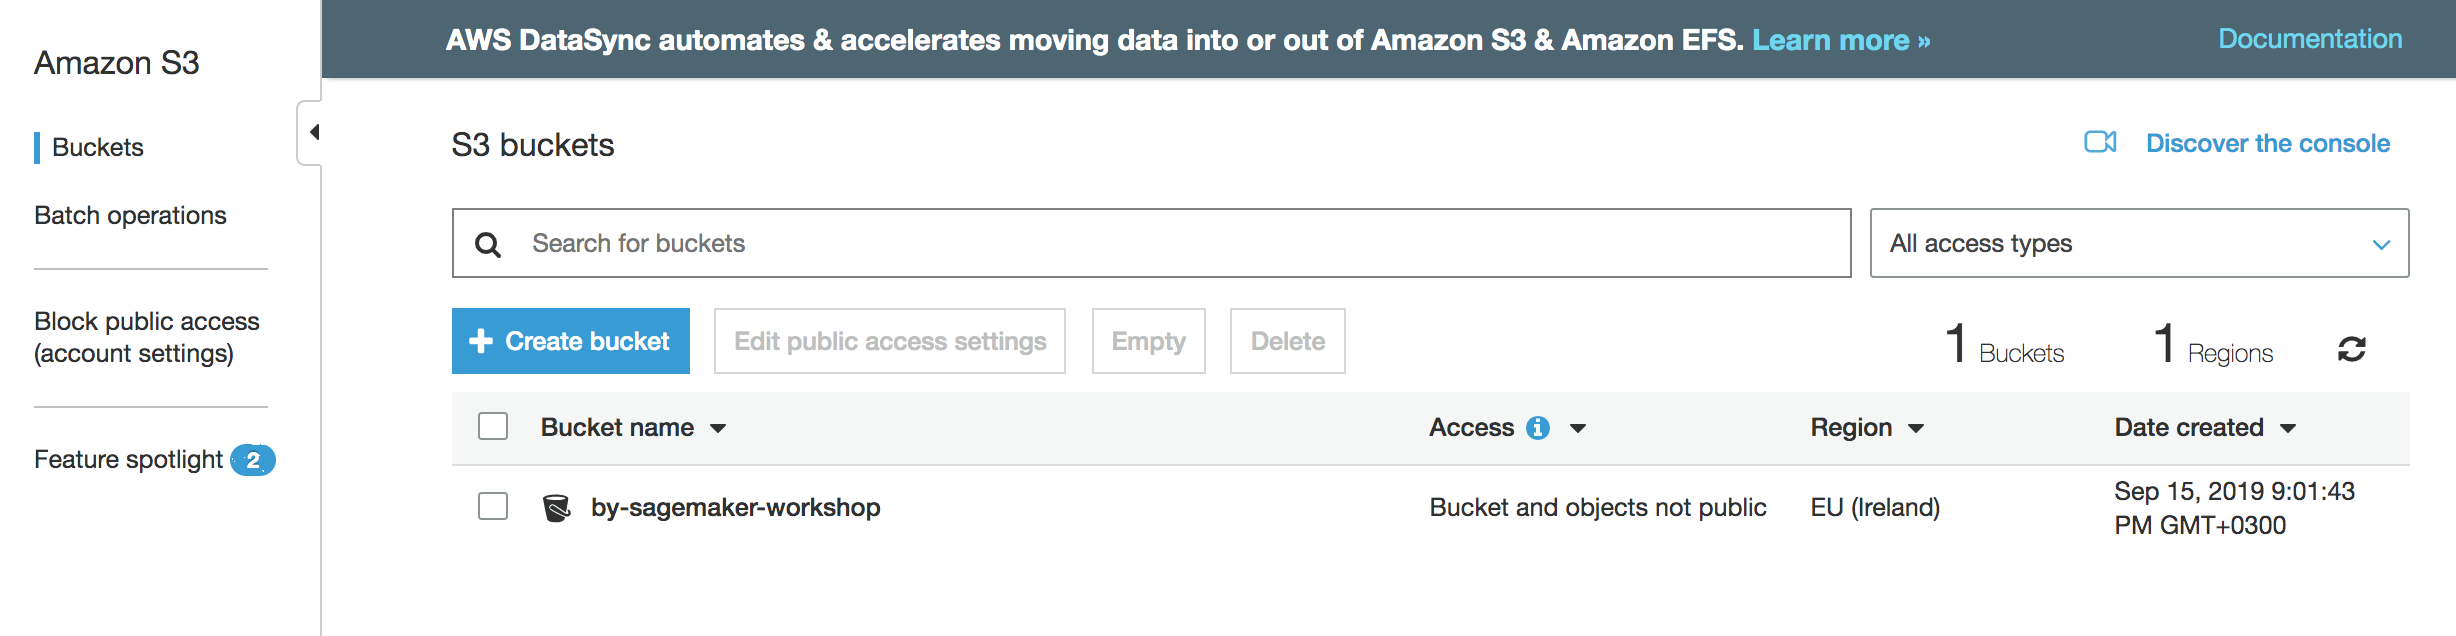 Amazon S3
Buckets
Batch operations
Block public access
(account settings)
Feature spotlight 2
AWS DataSync automates & accelerates moving data into or out of Amazon S3 & Amazon EFS. Learn more »
Documentation
S3 buckets
Discover the console
Search for buckets
All access types
Create bucket
Edit public access settings
Empty
Delete
1 Buckets
1 Regions
Bucket name
Access
Region
Date created
by-sagemaker-workshop
Bucket and objects not public
EU (Ireland)
Sep 15, 2019 9:01:43
PM GMT+0300